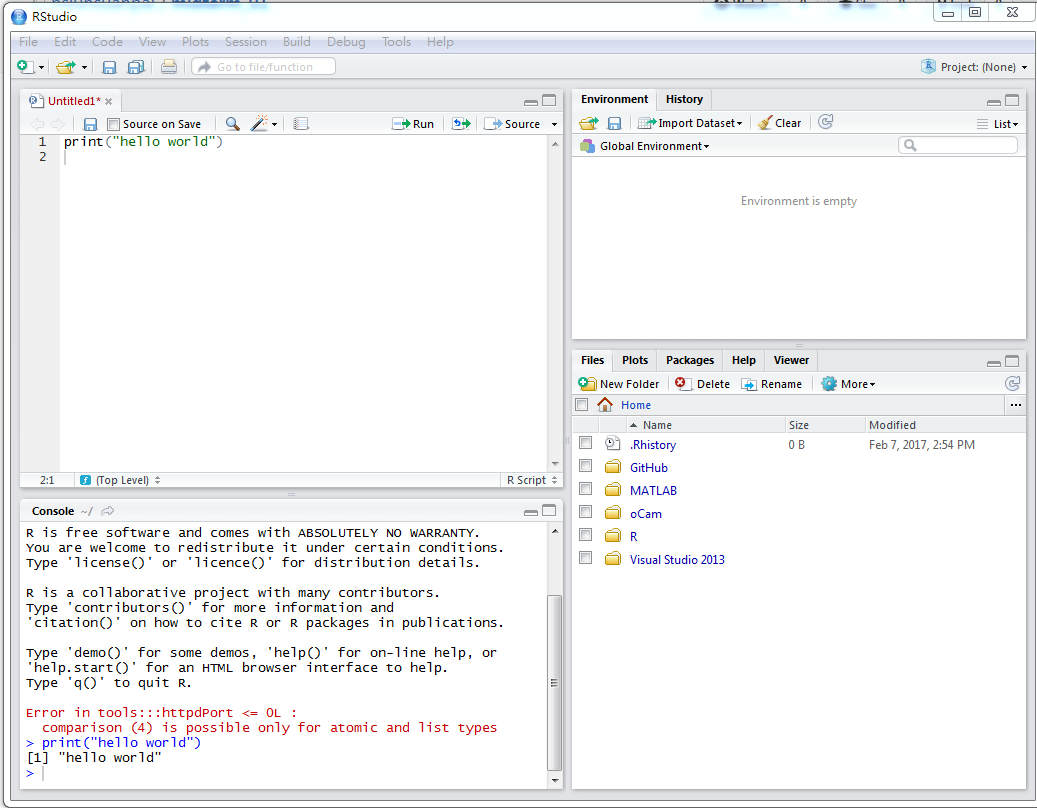 RStudio
File Edit Code View Plots Session Build Debug Tools Help
Go to file/function
Project: (None)
Untitled1*
Source on Save
Run
Source
1 print("hello world")
2
2:1 (Top Level) R Script
Console ~/
R is free software and comes with ABSOLUTELY NO WARRANTY.
You are welcome to redistribute it under certain conditions.
Type 'license()' or 'licence()' for distribution details.
R is a collaborative project with many contributors.
Type 'contributors()' for more information and
'citation()' on how to cite R or R packages in publications.
Type 'demo()' for some demos, 'help()' for on-line help, or
'help.start()' for an HTML browser interface to help.
Type 'q()' to quit R.
Error in tools:::httpdPort <= 0L :
comparison (4) is possible only for atomic and list types
> print("hello world")
[1] "hello world"
>
Environment History
Import Dataset Clear List
Global Environment
Environment is empty
Files Plots Packages Help Viewer
New Folder Delete Rename More
Home ...
Name Size Modified
.Rhistory 0 B Feb 7, 2017, 2:54 PM
GitHub
MATLAB
oCam
R
Visual Studio 2013